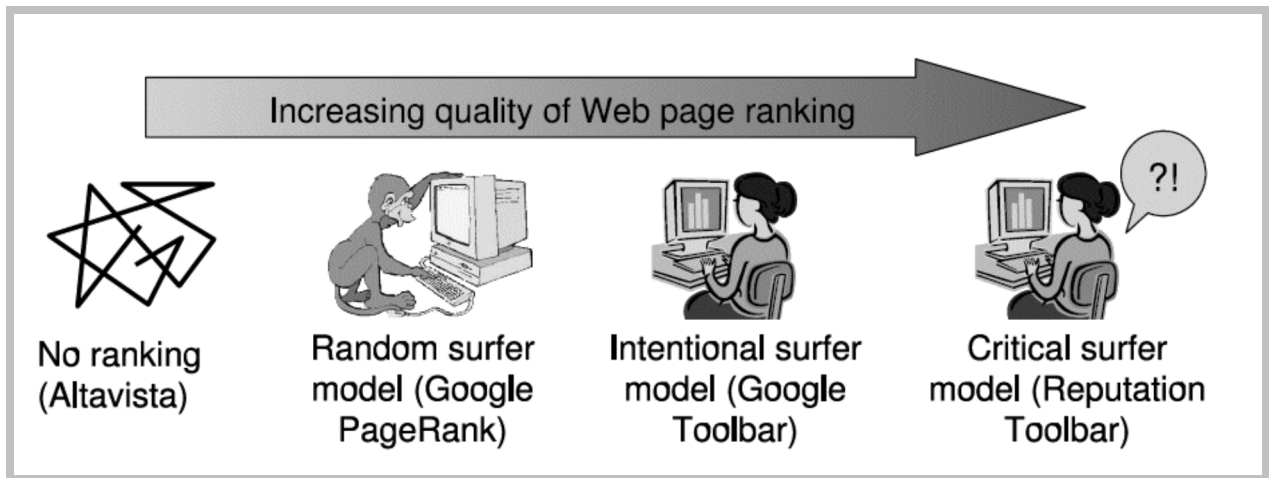 Increasing quality of Web page ranking
?!
No ranking
(Altavista)
Random surfer
model (Google
PageRank)
Intentional surfer
model (Google
Toolbar)
Critical surfer
model (Reputation
Toolbar)